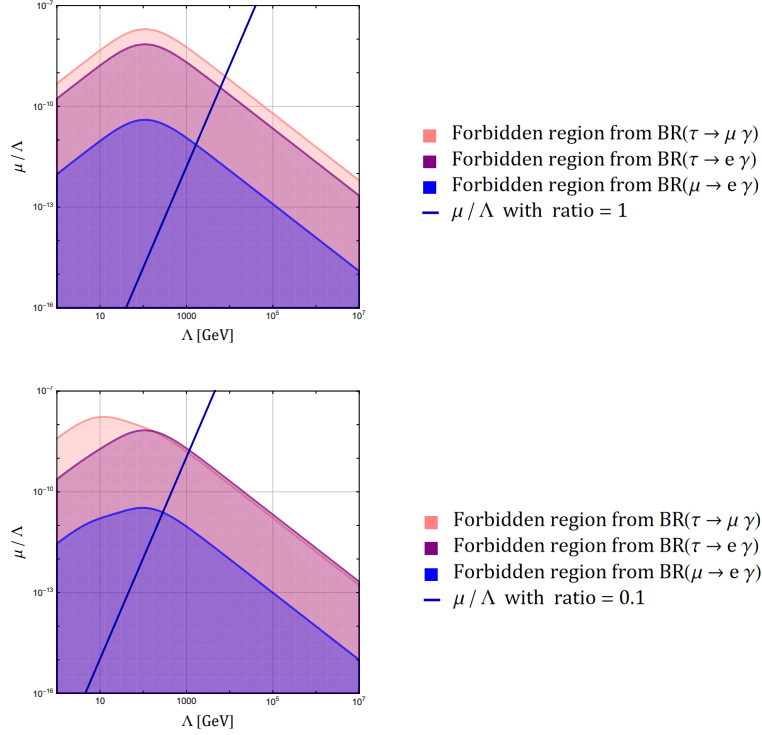 10⁻⁷
10⁻¹⁰
10⁻¹³
10⁻¹⁶
μ / Λ
10 1000 10⁵ 10⁷
Λ [GeV]
Forbidden region from BR(τ → μ γ)
Forbidden region from BR(τ → e γ)
Forbidden region from BR(μ → e γ)
μ / Λ with ratio = 1
10⁻⁷
10⁻¹⁰
10⁻¹³
10⁻¹⁶
μ / Λ
10 1000 10⁵ 10⁷
Λ [GeV]
Forbidden region from BR(τ → μ γ)
Forbidden region from BR(τ → e γ)
Forbidden region from BR(μ → e γ)
μ / Λ with ratio = 0.1